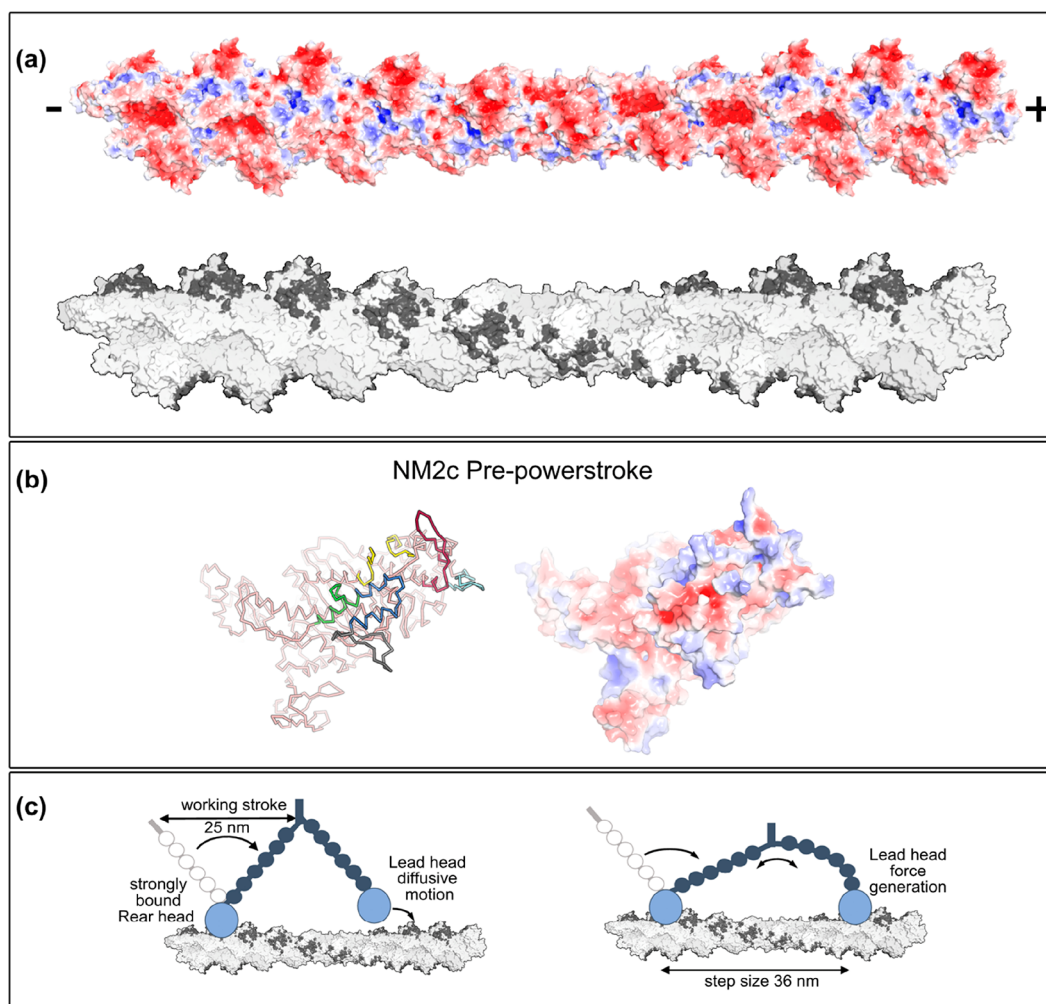 (a)
-
+
(b)
NM2c Pre-powerstroke
(c)
working stroke
25 nm
strongly
bound
Rear head
Lead head
diffusive
motion
Lead head
force
generation
step size 36 nm